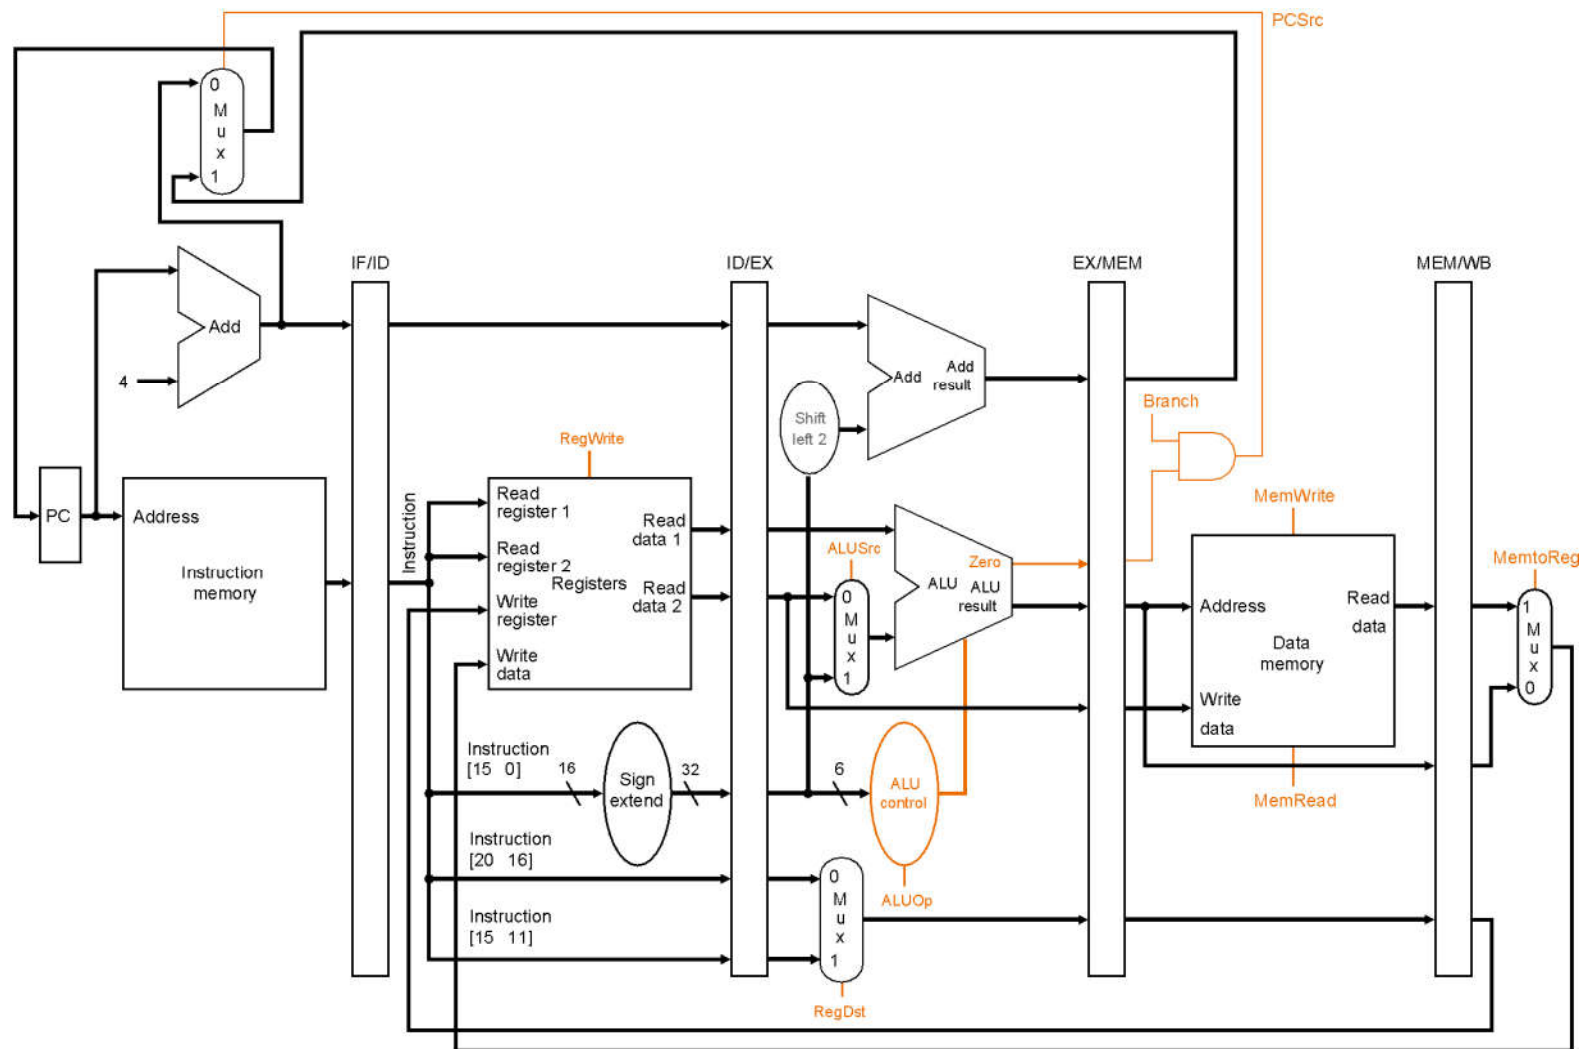 PCSrc
0
M
u
x
1
IF/ID
ID/EX
EX/MEM
MEM/WB
Add
4
Add
Add
result
Shift
left 2
Branch
RegWrite
PC
Address
Instruction
memory
Instruction
Read
register 1
Read
register 2
Write
register
Write
data
Registers
Read
data 1
Read
data 2
ALUSrc
0
M
u
x
1
Zero
ALU
ALU
result
MemWrite
Address
Read
data
Data
memory
Write
data
MemRead
MemtoReg
1
M
u
x
0
Instruction
[15 0]
16
Sign
extend
32
6
ALU
control
ALUOp
Instruction
[20 16]
Instruction
[15 11]
0
M
u
x
1
RegDst